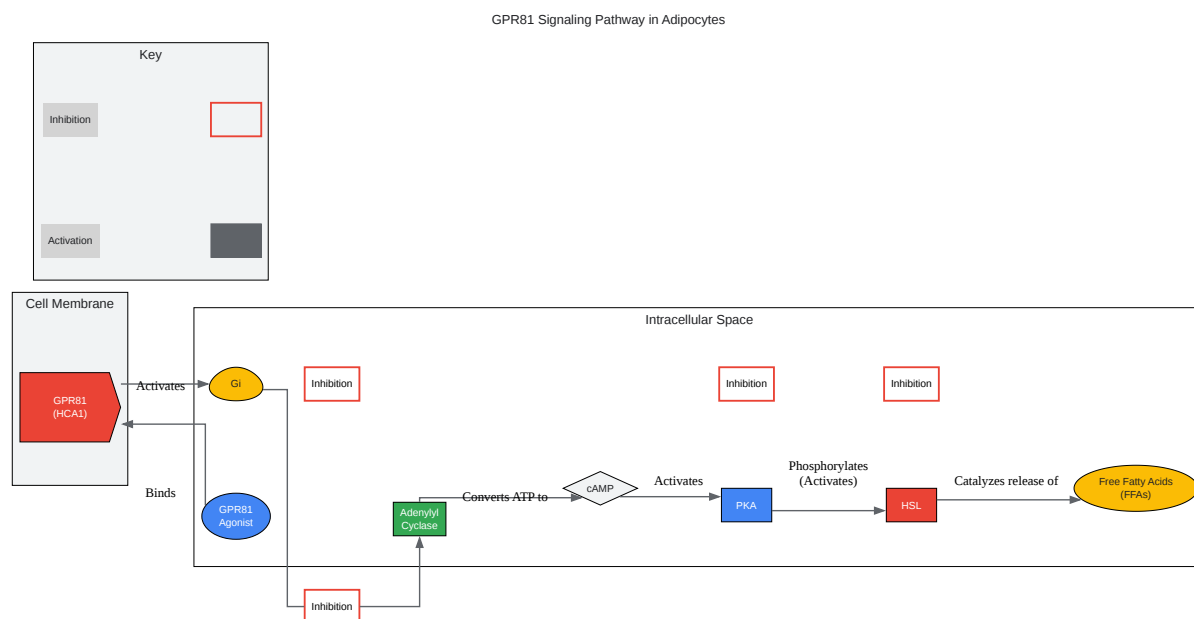 GPR81 Signaling Pathway in Adipocytes
Key
Inhibition
Activation
Cell Membrane
GPR81
(HCA1)
Activates
Binds
Intracellular Space
Gi
GPR81
Agonist
Inhibition
Inhibition
Inhibition
Adenylyl
Cyclase
Converts ATP to
cAMP
Activates
PKA
Phosphorylates
(Activates)
HSL
Catalyzes release of
Free Fatty Acids
(FFAs)
Inhibition